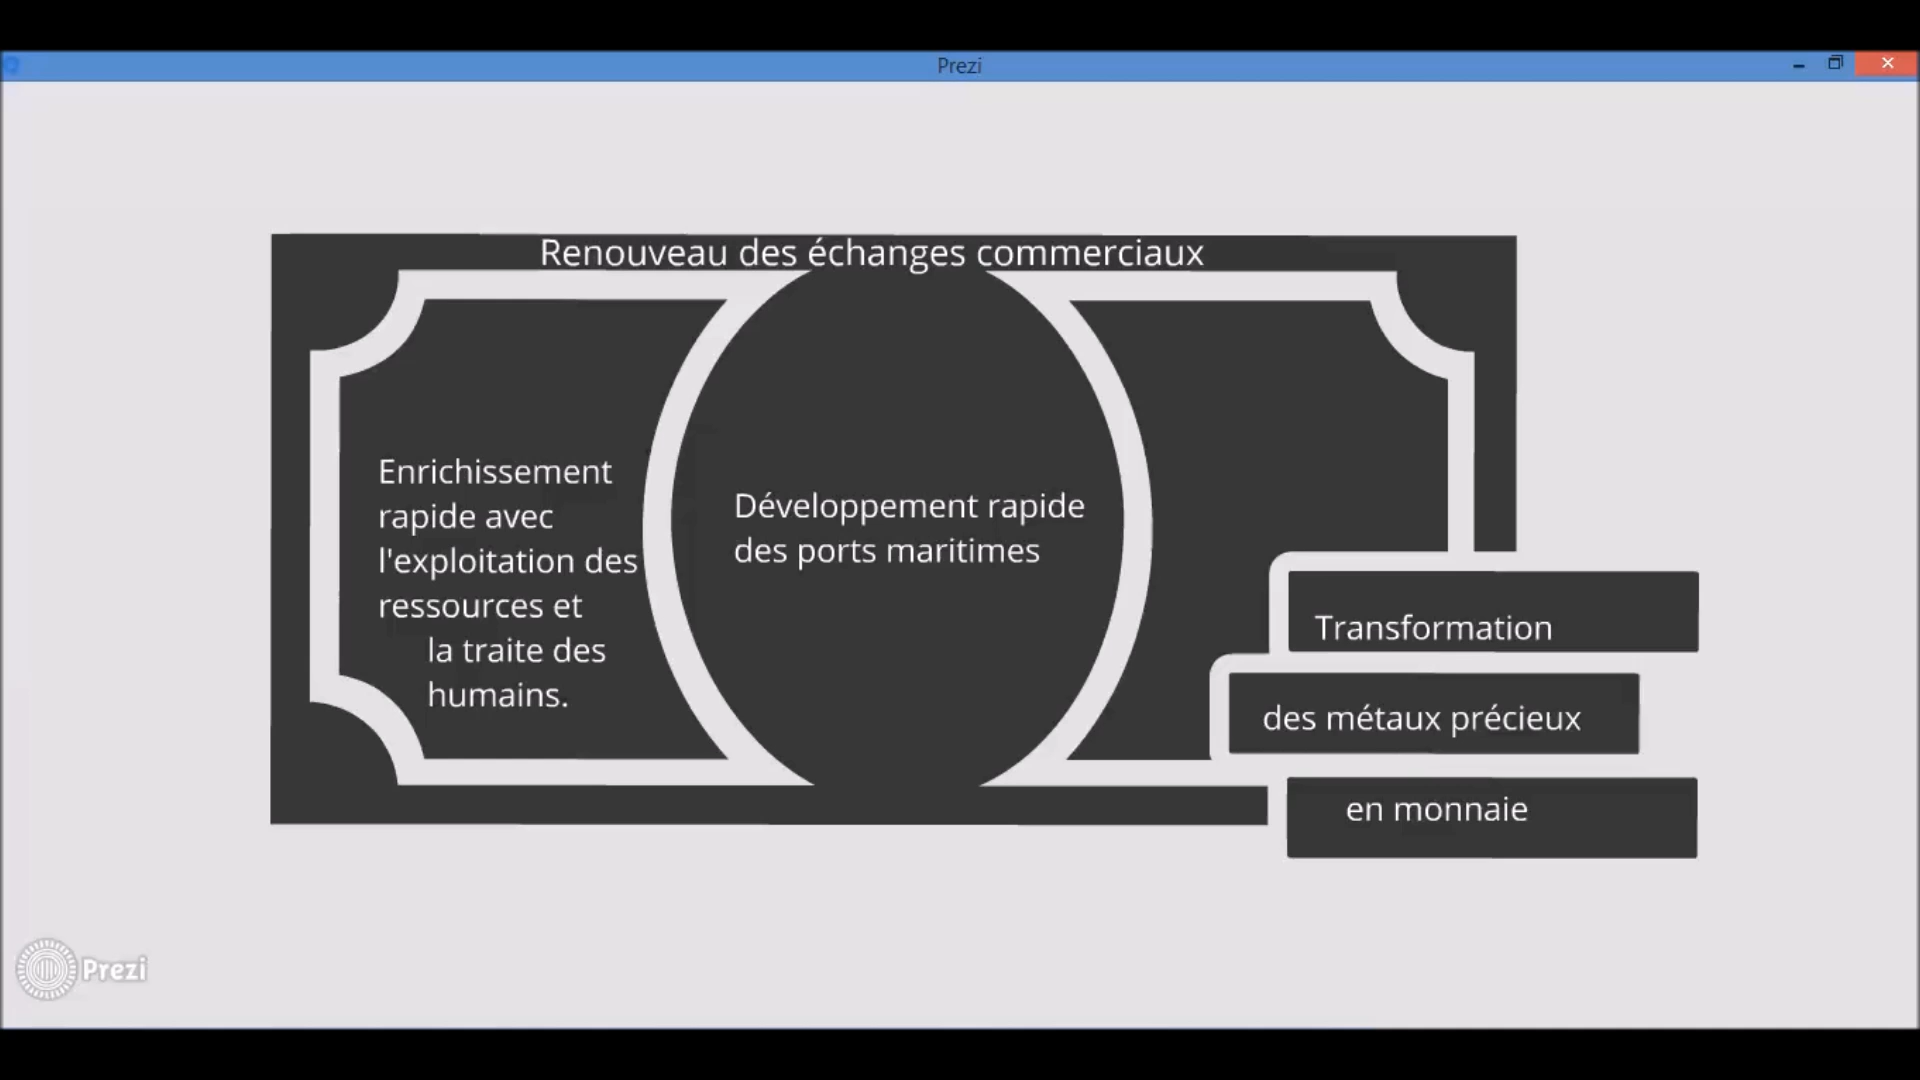 Prezi
Renouveau des échanges commerciaux
Enrichissement
rapide avec
l'exploitation des
ressources et
la traite des
humains.
Développement rapide
des ports maritimes
Transformation
des métaux précieux
en monnaie
Prezi